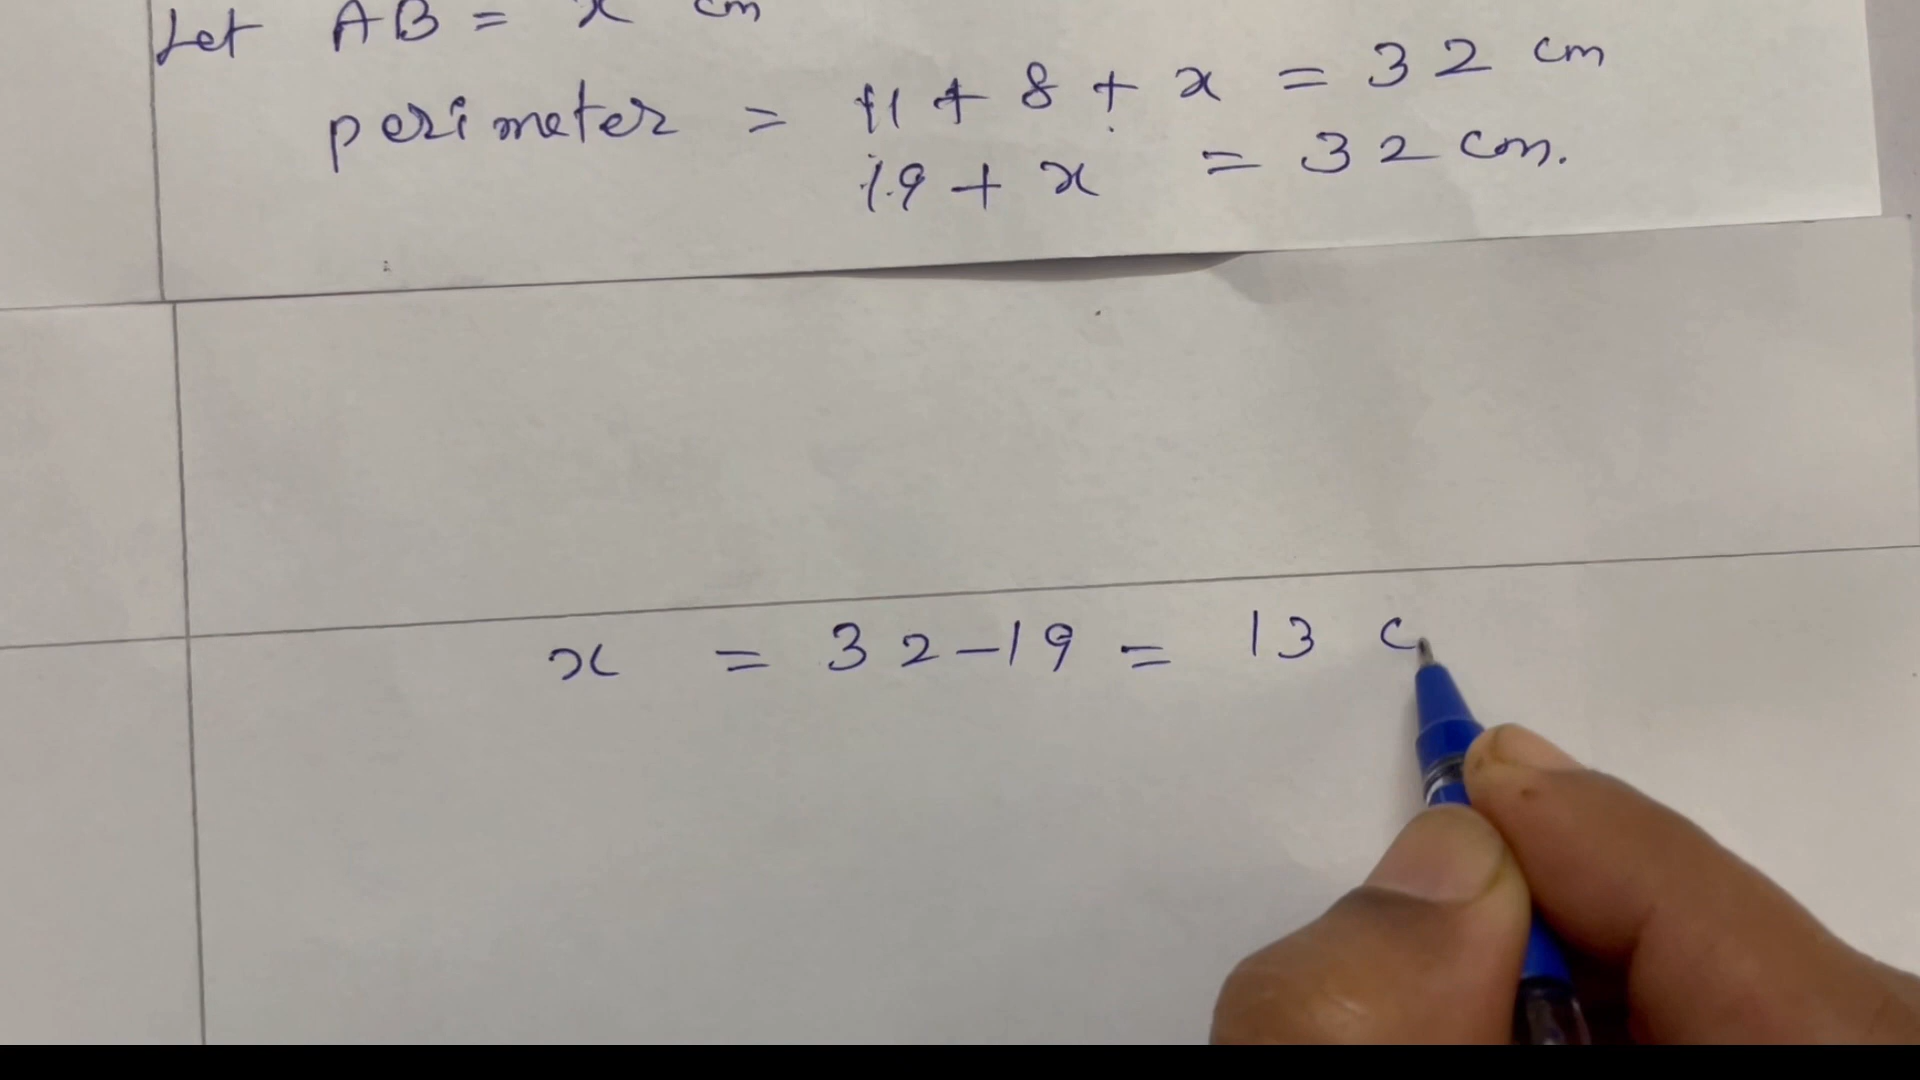 Let AB = x cm
perimeter = 11 + 8 + x = 32 cm
19 + x = 32 cm.
x = 32 - 19 = 13 c